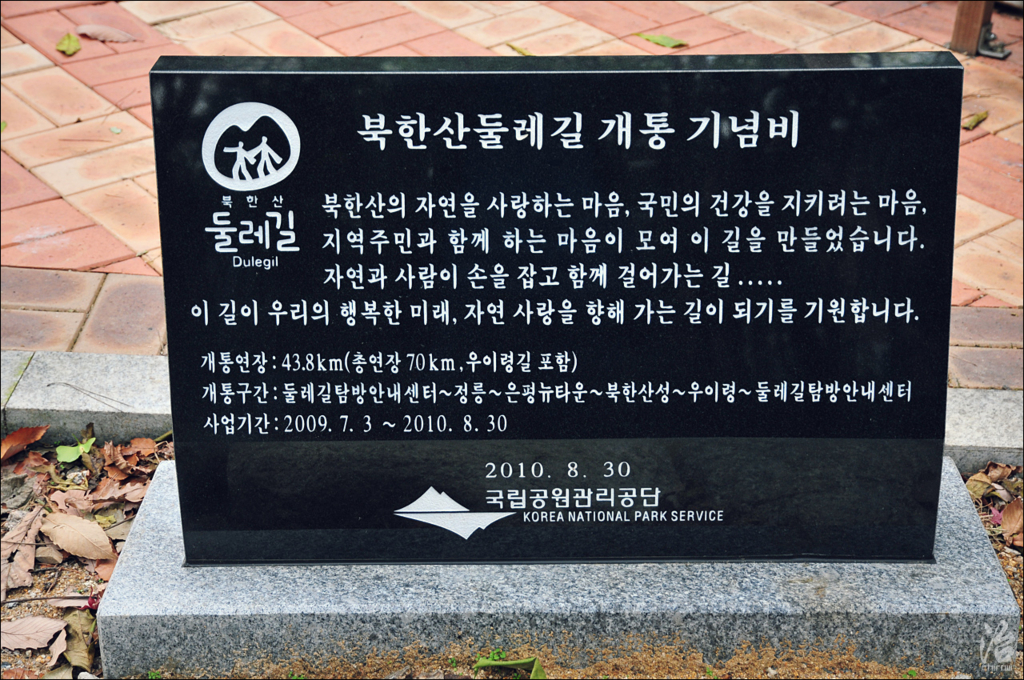 북한산둘레길 개통 기념비
북한산
둘레길
Dulegil
북한산의 자연을 사랑하는 마음, 국민의 건강을 지키려는 마음,
지역주민과 함께 하는 마음이 모여 이 길을 만들었습니다.
자연과 사람이 손을 잡고 함께 걸어가는 길.....
이 길이 우리의 행복한 미래, 자연 사랑을 향해 가는 길이 되기를 기원합니다.
개통연장 : 43.8km(총연장 70km, 우이령길 포함)
개통구간 : 둘레길탐방안내센터~정릉~은평뉴타운~북한산성~우이령~둘레길탐방안내센터
사업기간 : 2009. 7. 3 ~ 2010. 8. 30
2010. 8. 30
국립공원관리공단
KOREA NATIONAL PARK SERVICE